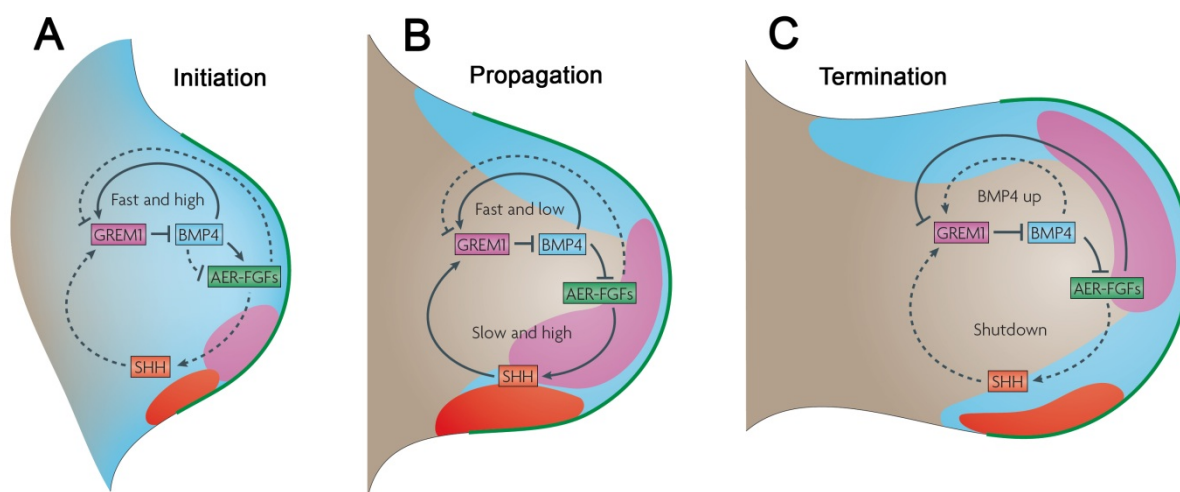 A
Initiation
Fast and high
GREM1
BMP4
AER-FGFs
SHH
B
Propagation
Fast and low
GREM1
BMP4
AER-FGFs
Slow and high
SHH
C
Termination
BMP4 up
GREM1
BMP4
AER-FGFs
Shutdown
SHH